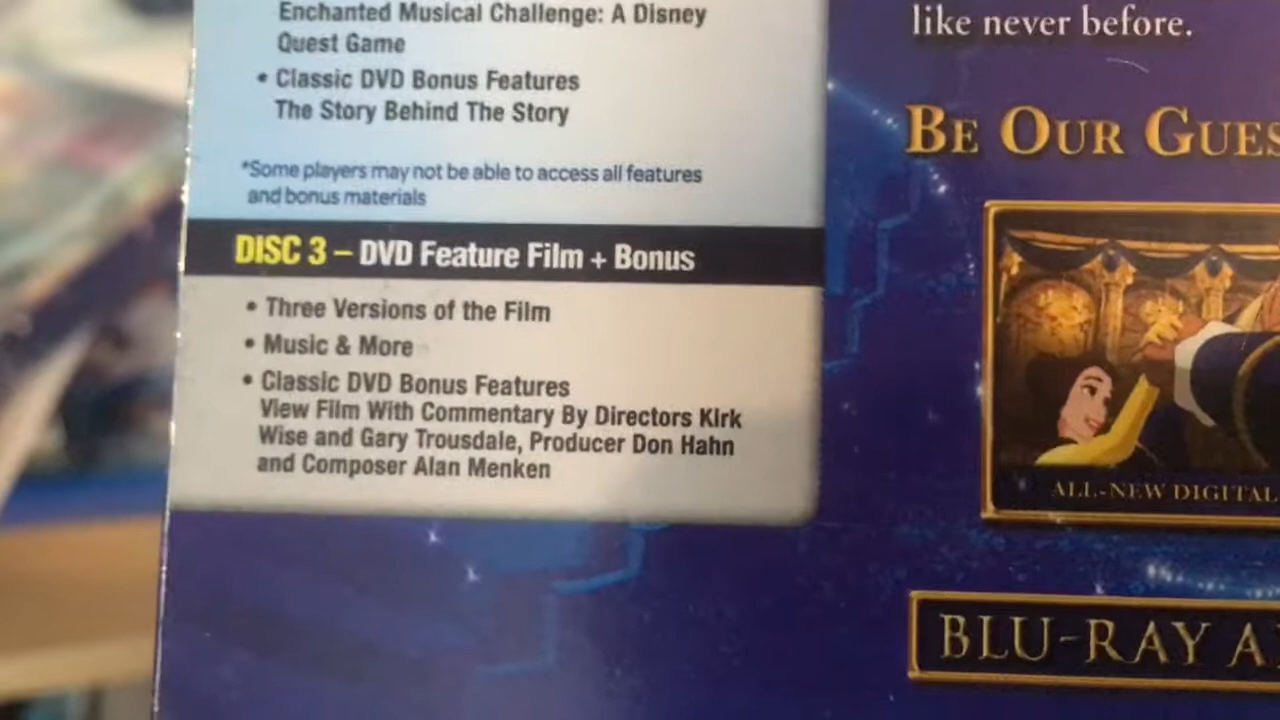 Enchanted Musical Challenge: A Disney
Quest Game
• Classic DVD Bonus Features
The Story Behind The Story
*Some players may not be able to access all features
and bonus materials
DISC 3 – DVD Feature Film + Bonus
• Three Versions of the Film
• Music & More
• Classic DVD Bonus Features
View Film With Commentary By Directors Kirk
Wise and Gary Trousdale, Producer Don Hahn
and Composer Alan Menken
like never before.
BE OUR
ALL-NEW DIGITAL
BLU-RAY